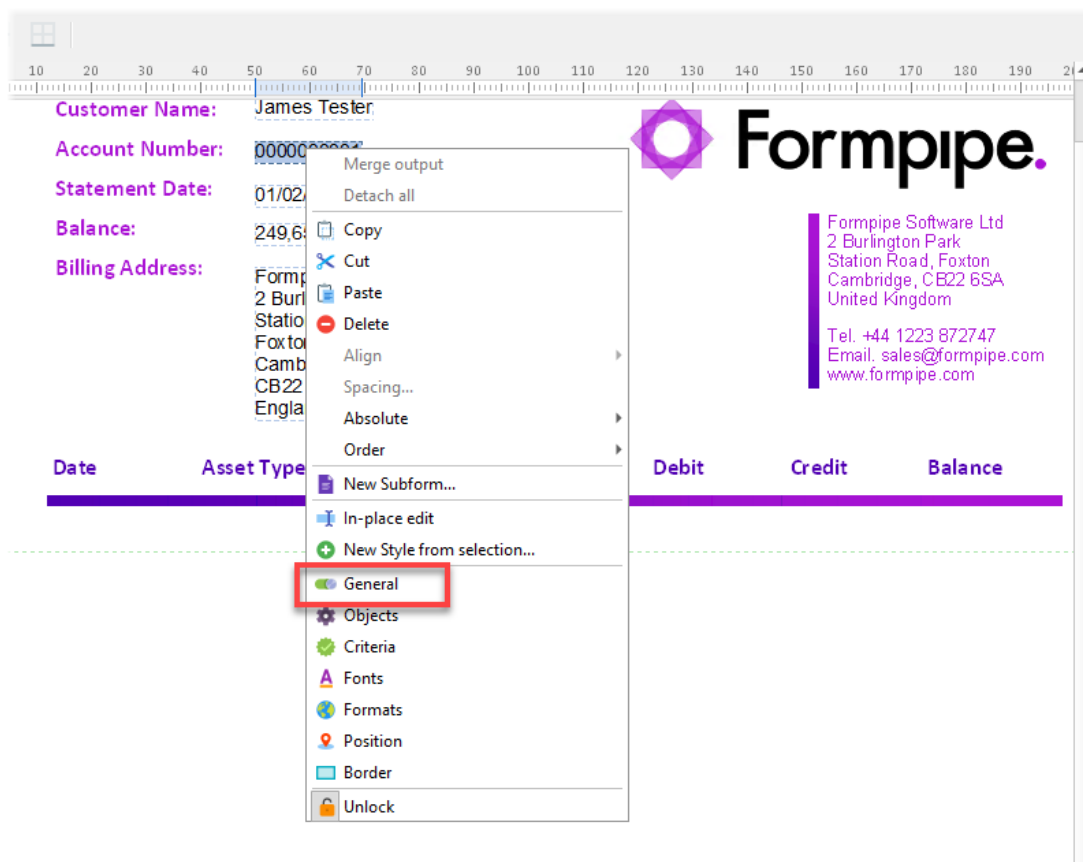 10 20 30 40 50 60 70 80 90 100 110 120 130 140 150 160 170 180 190
Customer Name: James Tester
Account Number:
Statement Date: 01/02/
Balance: 249,65
Billing Address:
Formp
2 Burl
Statio
Foxto
Camb
CB22
Engla
Formpipe.
Formpipe Software Ltd
2 Burlington Park
Station Road, Foxton
Cambridge, CB22 6SA
United Kingdom
Tel. +44 1223 872747
Email. sales@formpipe.com
www.formpipe.com
Date Asset Type Debit Credit Balance
Merge output
Detach all
Copy
Cut
Paste
Delete
Align
Spacing...
Absolute
Order
New Subform...
In-place edit
New Style from selection...
General
Objects
Criteria
Fonts
Formats
Position
Border
Unlock